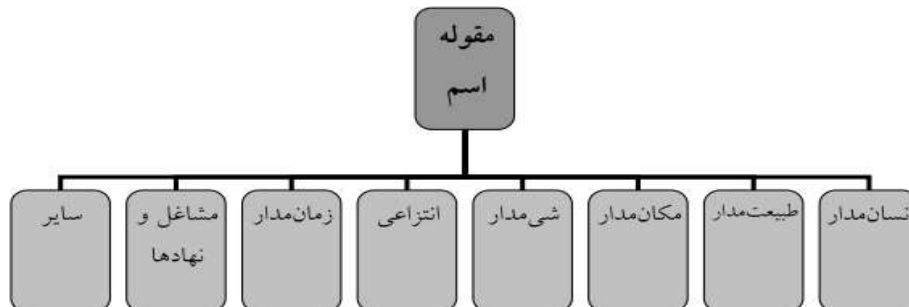 مقوله
اسم
نسان‌مدار
طبیعت‌مدار
مکان‌مدار
شی‌مدار
انتزاعی
زمان‌مدار
مشاغل و
نهادها
سایر